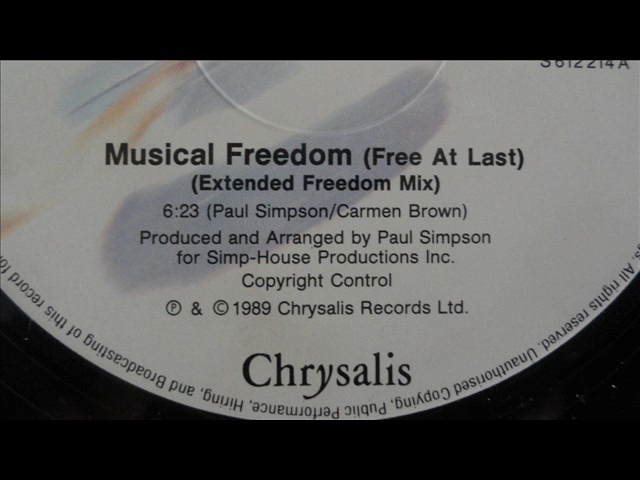 S 612214 A
Musical Freedom (Free At Last)
(Extended Freedom Mix)
6:23 (Paul Simpson/Carmen Brown)
Produced and Arranged by Paul Simpson
for Simp-House Productions Inc.
Copyright Control
Ⓟ & © 1989 Chrysalis Records Ltd.
Chrysalis
s. All rights reserved. Unauthorised Copying, Public Performance, Hiring, and Broadcasting of this record for